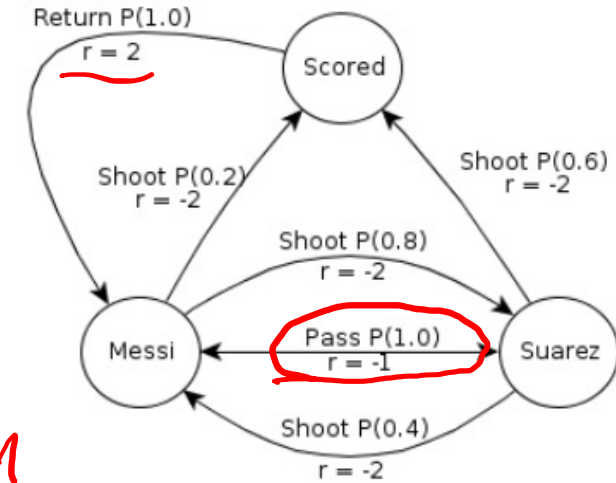 Return P(1.0)
r = 2
Scored
Shoot P(0.2)
r = -2
Shoot P(0.6)
r = -2
Shoot P(0.8)
r = -2
Messi
Pass P(1.0)
r = -1
Suarez
Shoot P(0.4)
r = -2